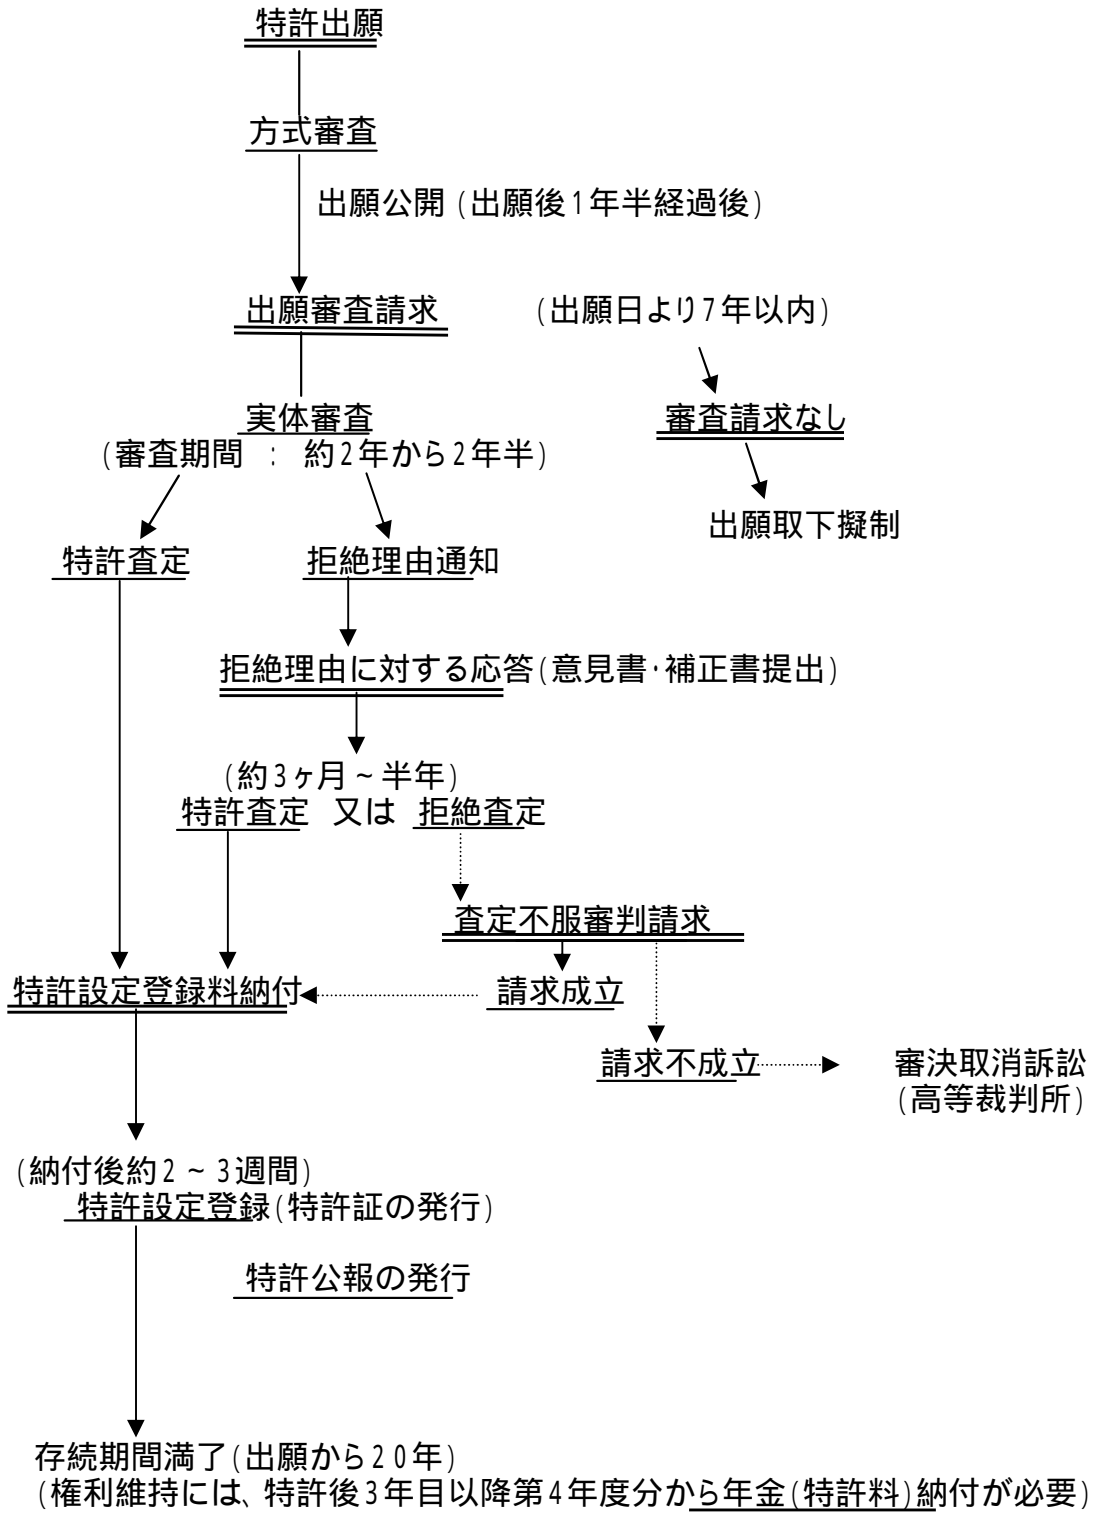 特許出願
方式審査
出願公開(出願後1年半経過後)
出願審査請求 (出願日より7年以内)
実体審査 審査請求なし
(審査期間 : 約2年から2年半)
出願取下擬制
特許査定 拒絶理由通知
拒絶理由に対する応答(意見書・補正書提出)
(約3ヶ月~半年)
特許査定 又は 拒絶査定
査定不服審判請求
特許設定登録料納付 請求成立
請求不成立 審決取消訴訟
(高等裁判所)
(納付後約2~3週間)
特許設定登録(特許証の発行)
特許公報の発行
存続期間満了(出願から20年)
(権利維持には、特許後3年目以降第4年度分から年金(特許料)納付が必要)